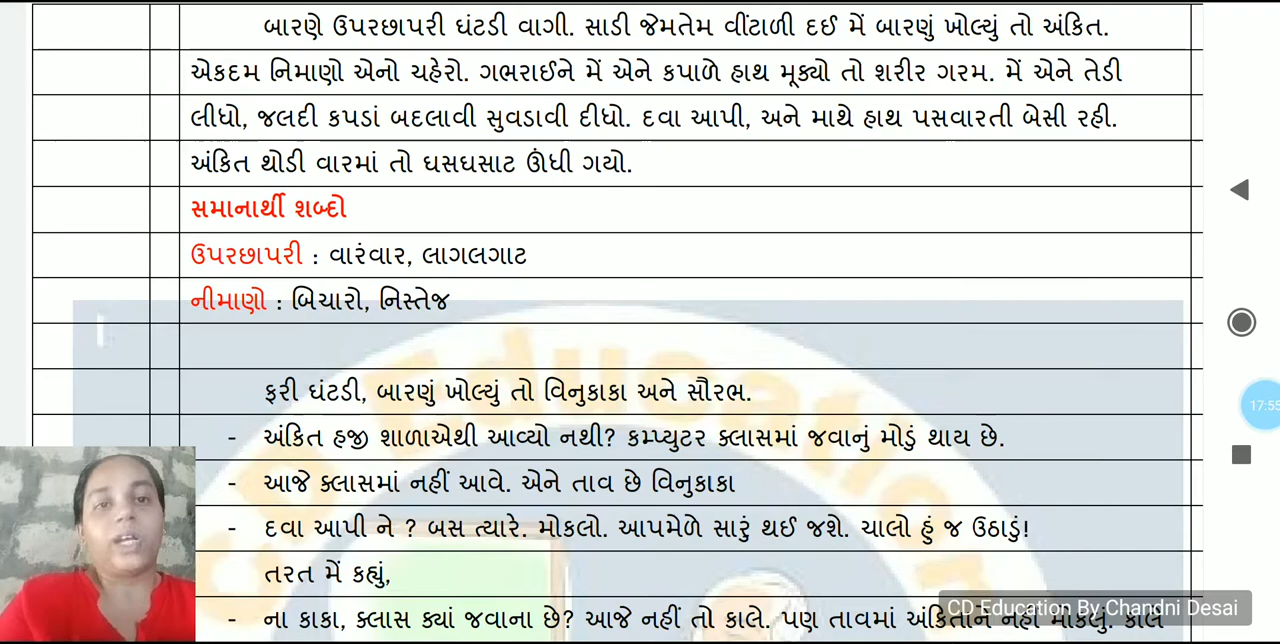 બારણે ઉપરછાપરી ઘંટડી વાગી. સાડી જેમતેમ વીંટાળી દઈ મેં બારણું ખોલ્યું તો અંકિત.
એકદમ નિમાણો એનો ચહેરો. ગભરાઈને મેં એને કપાળે હાથ મૂક્યો તો શરીર ગરમ. મેં એને તેડી
લીધો, જલદી કપડાં બદલાવી સુવડાવી દીધો. દવા આપી, અને માથે હાથ પસવારતી બેસી રહી.
અંકિત થોડી વારમાં તો ઘસઘસાટ ઊંઘી ગયો.
સમાનાર્થી શબ્દો
ઉપરછાપરી : વારંવાર, લાગલગાટ
નીમાણો : બિચારો, નિસ્તેજ
ફરી ઘંટડી, બારણું ખોલ્યું તો વિનુકાકા અને સૌરભ.
- અંકિત હજી શાળાએથી આવ્યો નથી? કમ્પ્યુટર ક્લાસમાં જવાનું મોડું થાય છે.
- આજે ક્લાસમાં નહીં આવે. એને તાવ છે વિનુકાકા
- દવા આપી ને ? બસ ત્યારે. મોકલો. આપમેળે સારું થઈ જશે. ચાલો હું જ ઉઠાડું!
તરત મેં કહ્યું,
- ના કાકા, ક્લાસ ક્યાં જવાના છે? આજે નહીં તો કાલે. પણ તાવમાં
CD Education By Chandni Desai
CD Education
17:55